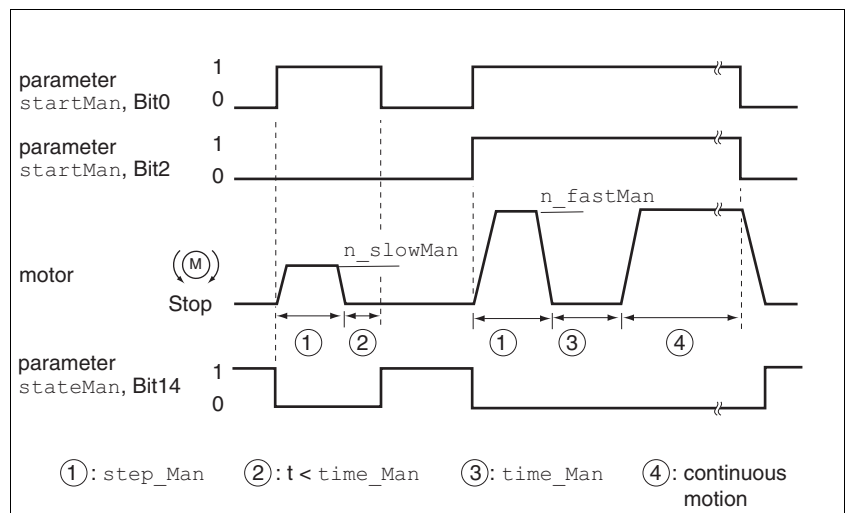 parameter 1
startMan, Bit0 0
parameter 1
startMan, Bit2 0
n_fastMan
n_slowMan
M
motor
Stop
1 2 1 3 4
parameter 1
stateMan, Bit14 0
1: step_Man 2: t < time_Man 3: time_Man 4: continuous
motion